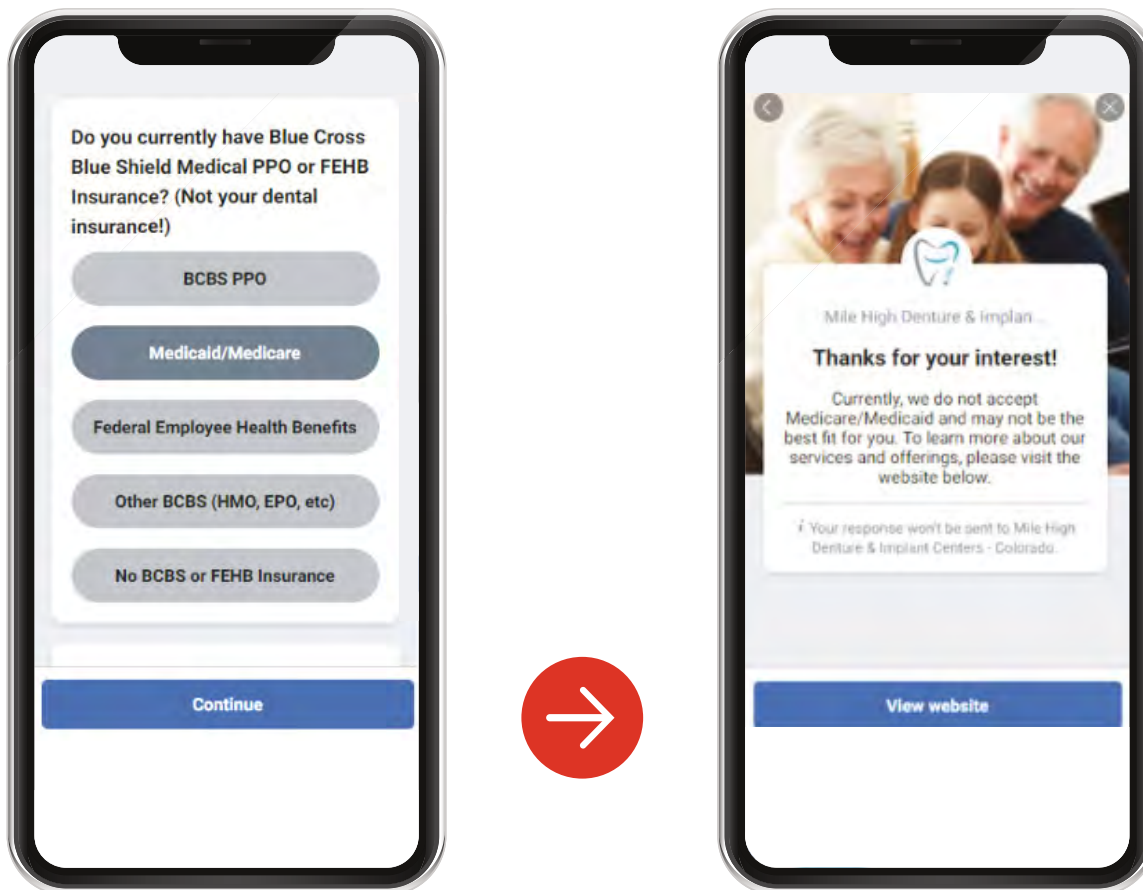 Do you currently have Blue Cross
Blue Shield Medical PPO or FEHB
Insurance? (Not your dental
insurance!)
BCBS PPO
Medicaid/Medicare
Federal Employee Health Benefits
Other BCBS (HMO, EPO, etc)
No BCBS or FEHB Insurance
Continue
Mile High Denture & Implan...
Thanks for your interest!
Currently, we do not accept
Medicare/Medicaid and may not be the
best fit for you. To learn more about our
services and offerings, please visit the
website below.
i Your response won't be sent to Mile High
Denture & Implant Centers - Colorado.
View website